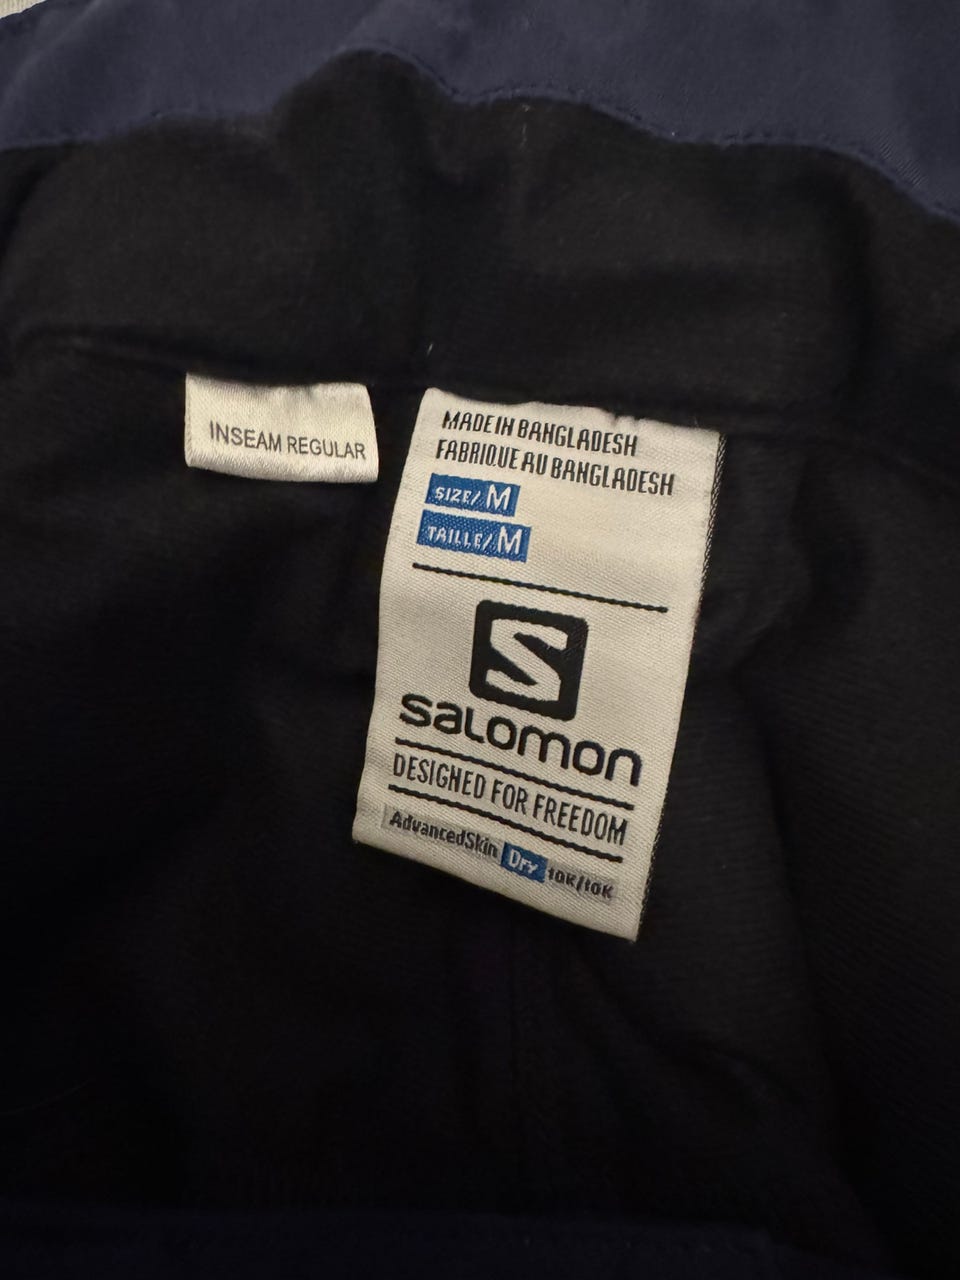 INSEAM REGULAR
MADE IN BANGLADESH
FABRIQUE AU BANGLADESH
SIZE/ M
TAILLE/ M
S
SALOMON
DESIGNED FOR FREEDOM
AdvancedSkin Dry 10K/10K